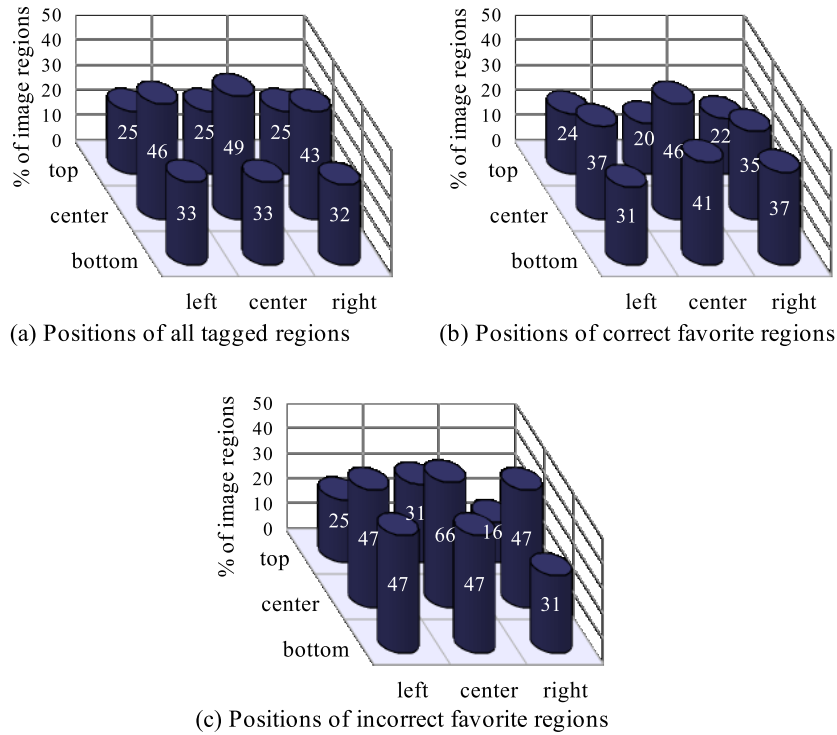 % of image regions
50
40
30
20
10
0
25 25 25
46 49 43
33 33 32
top
center
bottom
left center right
(a) Positions of all tagged regions
% of image regions
50
40
30
20
10
0
24 20 22
37 46 35
31 41 37
top
center
bottom
left center right
(b) Positions of correct favorite regions
% of image regions
50
40
30
20
10
0
25 31 16
47 66 47
47 47 31
top
center
bottom
left center right
(c) Positions of incorrect favorite regions